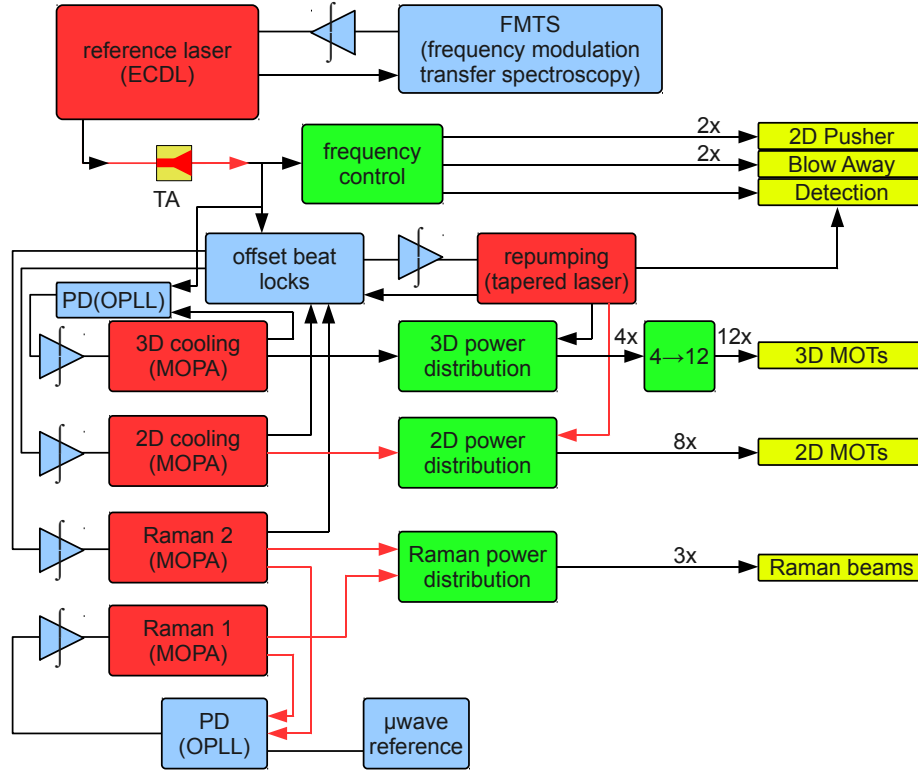 reference laser
(ECDL)
∫
FMTS
(frequency modulation
transfer spectroscopy)
TA
frequency
control
2x
2x
2D Pusher
Blow Away
Detection
offset beat
locks
∫
repumping
(tapered laser)
PD(OPLL)
∫
3D cooling
(MOPA)
3D power
distribution
4x
4→12
12x
3D MOTs
∫
2D cooling
(MOPA)
2D power
distribution
8x
2D MOTs
∫
Raman 2
(MOPA)
Raman power
distribution
3x
Raman beams
∫
Raman 1
(MOPA)
PD
(OPLL)
µwave
reference